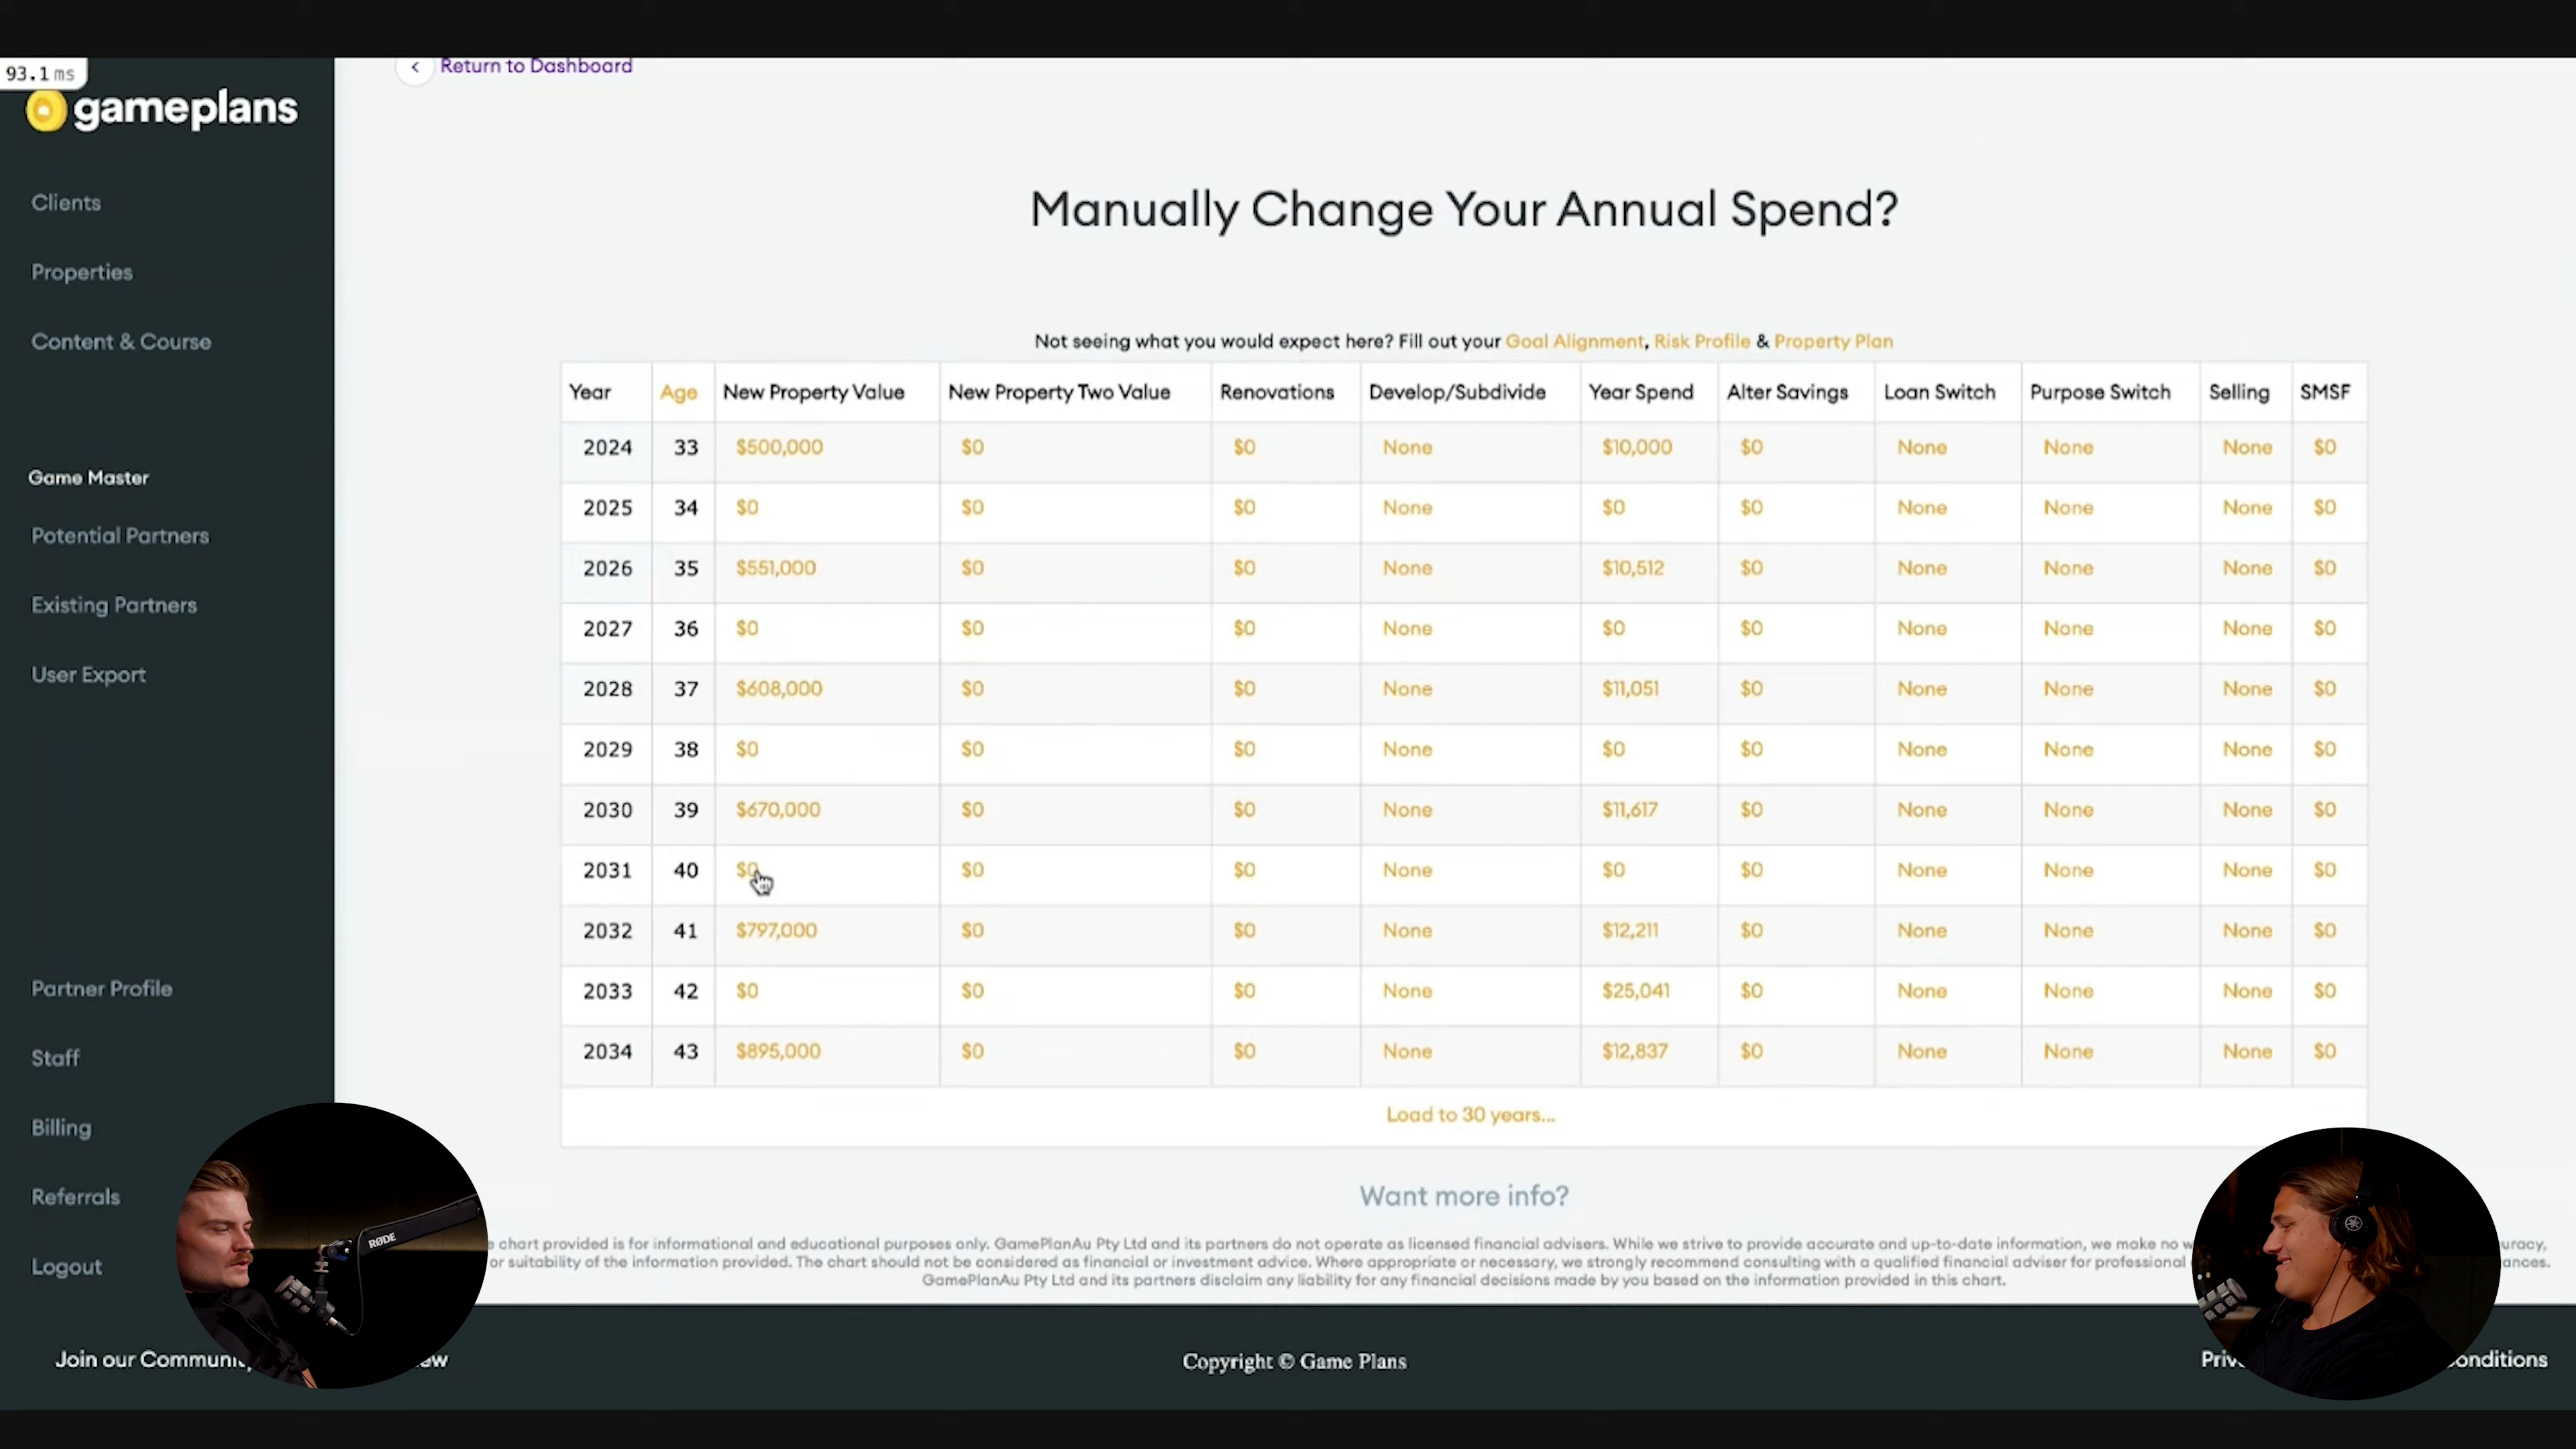 93.1 ms
Return to Dashboard
gameplans
Clients
Properties
Content & Course
Game Master
Potential Partners
Existing Partners
User Export
Partner Profile
Staff
Billing
Referrals
Logout
Manually Change Your Annual Spend?
Not seeing what you would expect here? Fill out your Goal Alignment, Risk Profile & Property Plan
Year Age New Property Value New Property Two Value Renovations Develop/Subdivide Year Spend Alter Savings Loan Switch Purpose Switch Selling SMSF
2024 33 $500,000 $0 $0 None $10,000 $0 None None None $0
2025 34 $0 $0 $0 None $0 $0 None None None $0
2026 35 $551,000 $0 $0 None $10,512 $0 None None None $0
2027 36 $0 $0 $0 None $0 $0 None None None $0
2028 37 $608,000 $0 $0 None $11,051 $0 None None None $0
2029 38 $0 $0 $0 None $0 $0 None None None $0
2030 39 $670,000 $0 $0 None $11,617 $0 None None None $0
2031 40 $0 $0 $0 None $0 $0 None None None $0
2032 41 $797,000 $0 $0 None $12,211 $0 None None None $0
2033 42 $0 $0 $0 None $25,041 $0 None None None $0
2034 43 $895,000 $0 $0 None $12,837 $0 None None None $0
Load to 30 years...
Want more info?
chart provided is for informational and educational purposes only. GamePlanAu Pty Ltd and its partners do not operate as licensed financial advisers. While we strive to provide accurate and up-to-date information, we make no
or suitability of the information provided. The chart should not be considered as financial or investment advice. Where appropriate or necessary, we strongly recommend consulting with a qualified financial adviser for professional
GamePlanAu Pty Ltd and its partners disclaim any liability for any financial decisions made by you based on the information provided in this chart.
RØDE
Join our
Copyright © Game Plans